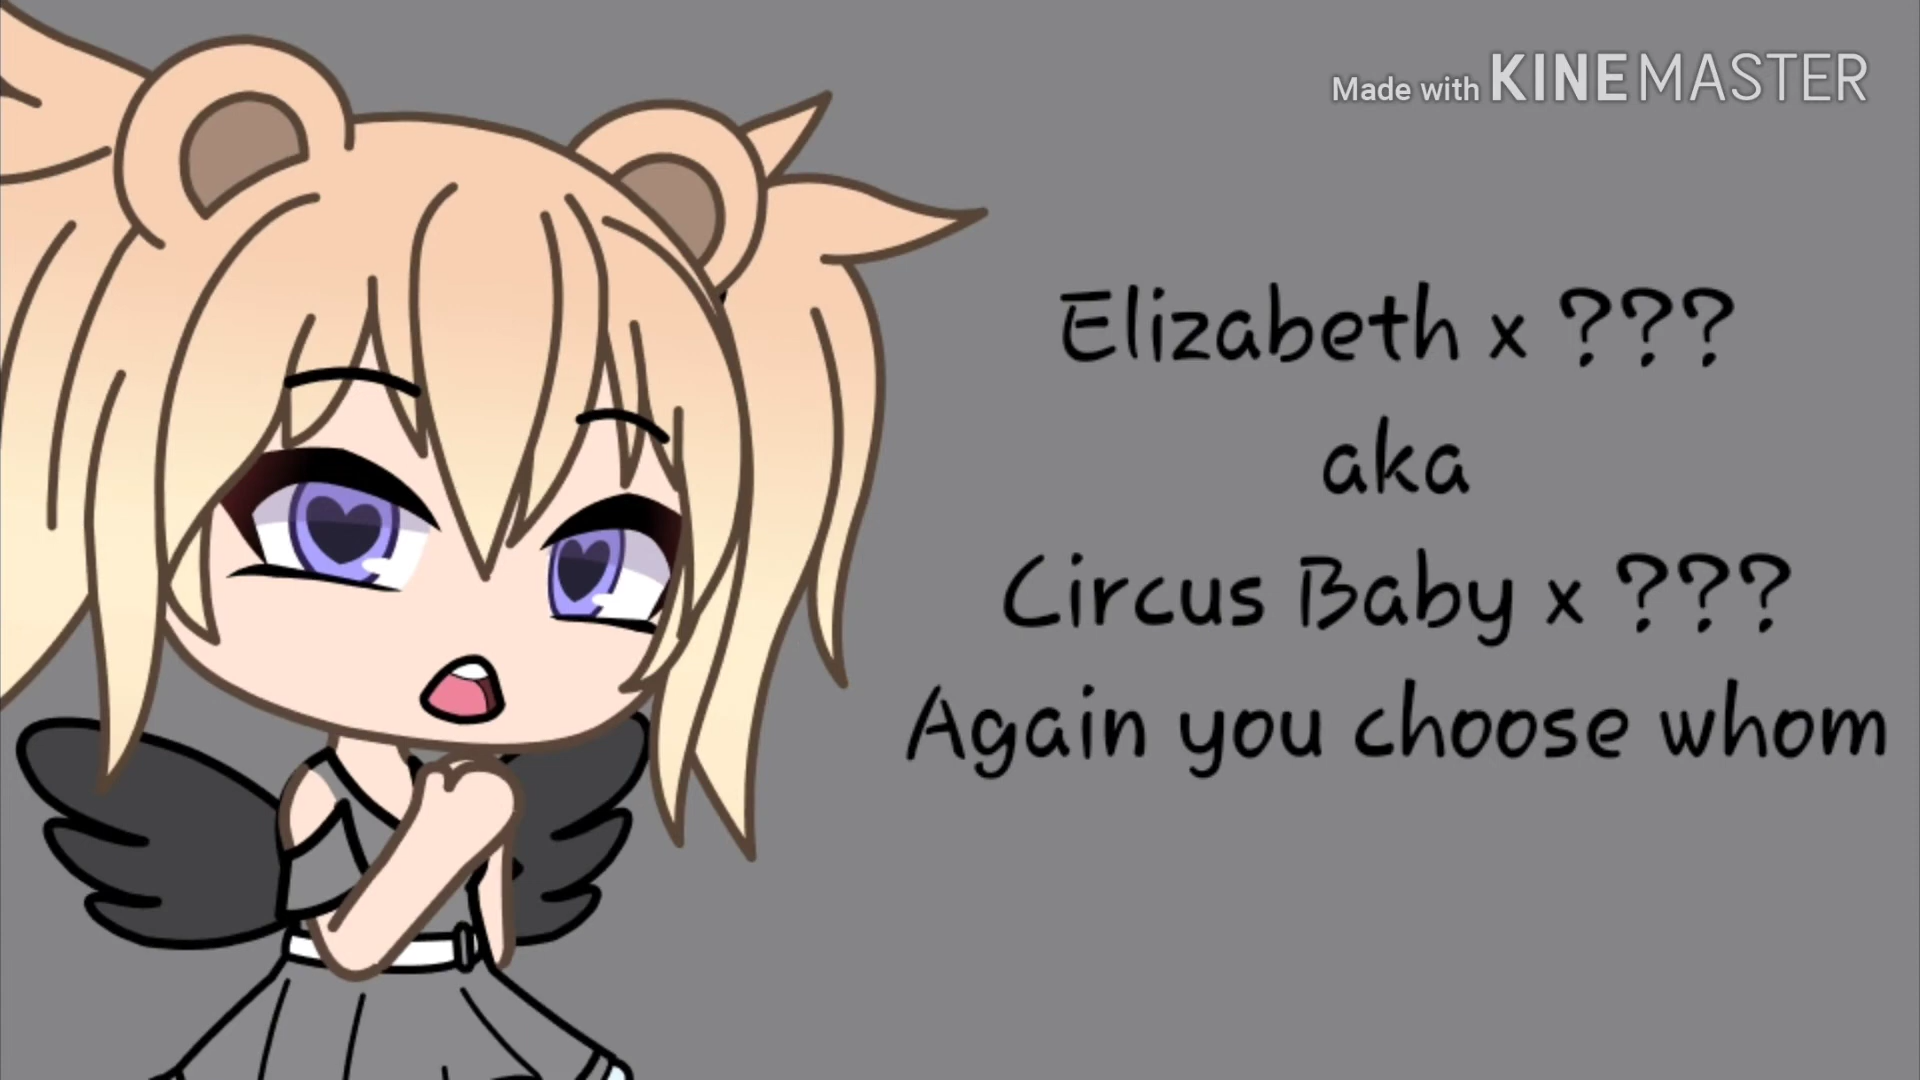 Made with KINEMASTER
Elizabeth x ???
aka
Circus Baby x ???
Again you choose whom